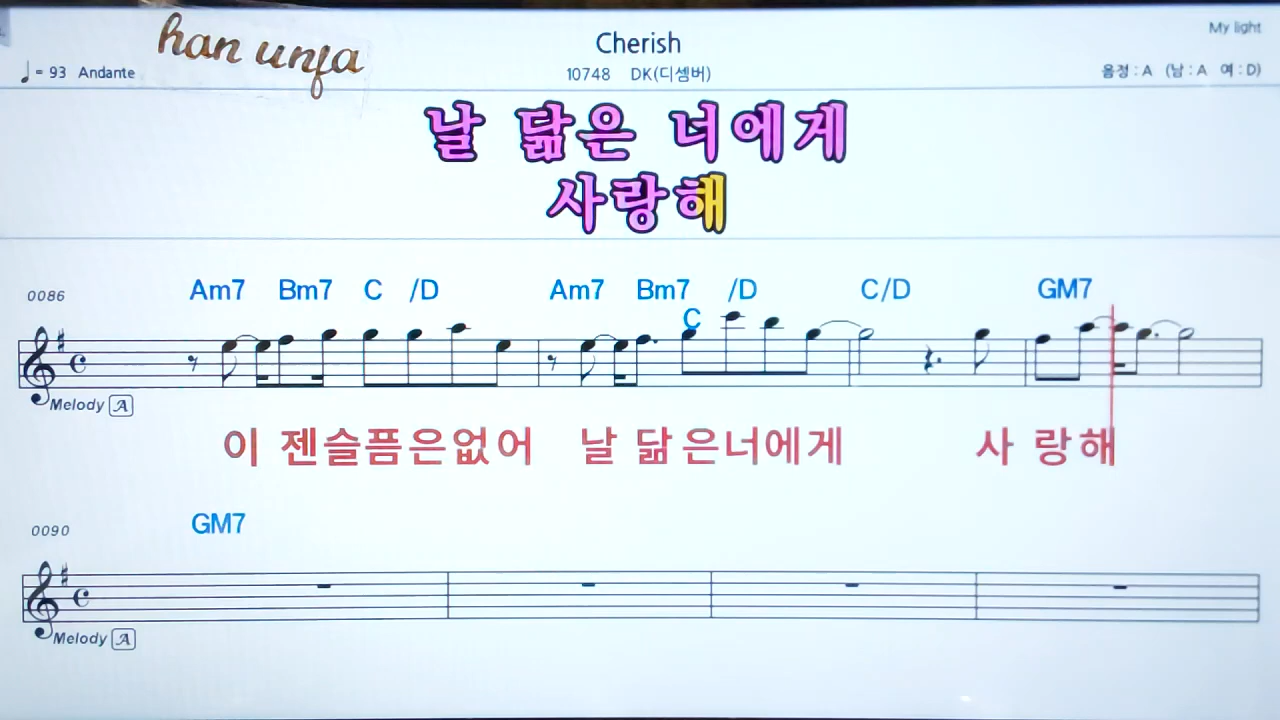 han unja
Cherish
My light
♩= 93 Andante
10748 DK(디셈버)
음정 : A (남 : A 여 : D)
날 닮은 너에게
사랑해
0086
Am7 Bm7 C /D Am7 Bm7 C /D C/D GM7
Melody A
이 젠슬픔은없어 날 닮은너에게 사 랑해
0090
GM7
Melody A